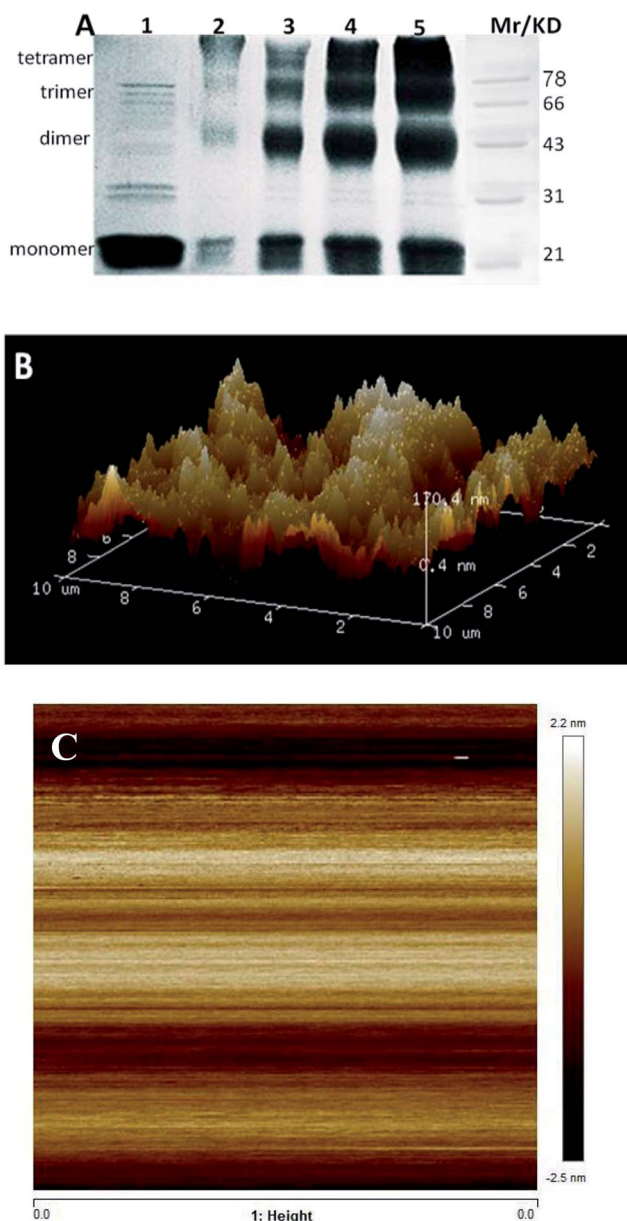 A 1 2 3 4 5 Mr/KD
tetramer
78
trimer
66
dimer
43
31
monomer
21
B
170.4 nm
0.4 nm
8
6
10 um
8
6
4
2
2
4
6
8
10 um
C
2.2 nm
-2.5 nm
0.0 1: Height 0.0